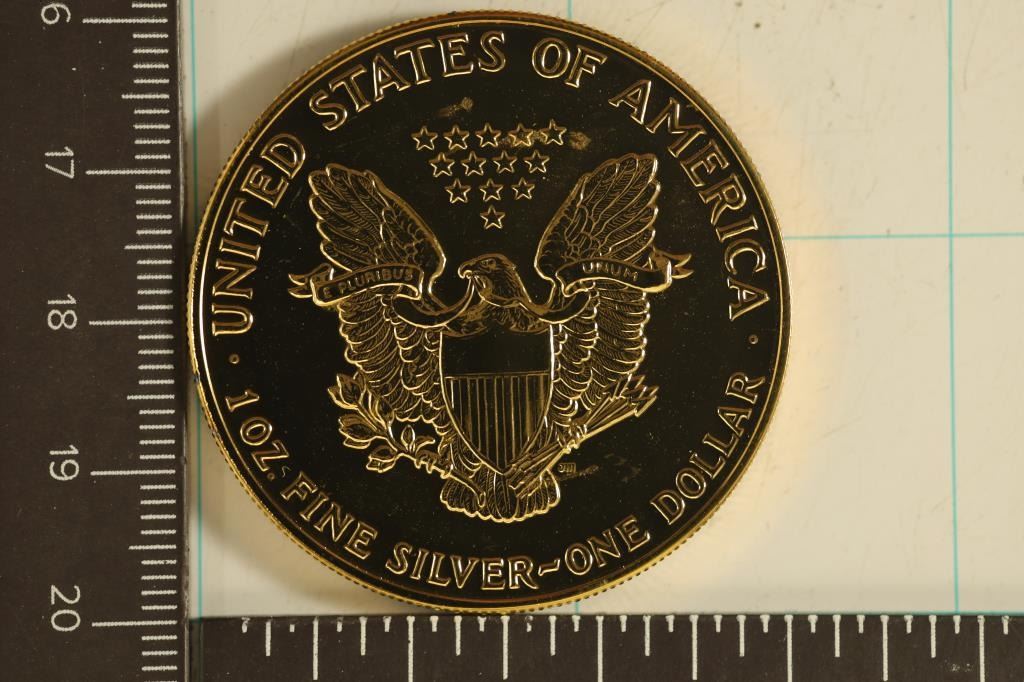 UNITED STATES OF AMERICA
E PLURIBUS UNUM
1 OZ. FINE SILVER~ONE DOLLAR
16
17
18
19
20